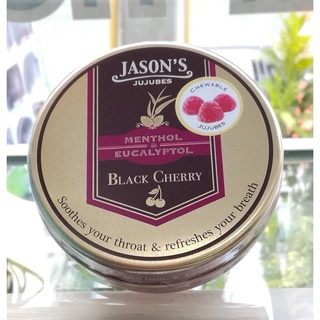 JASON'S
JUJUBES
CHEWABLE
JUJUBES
MENTHOL
&
EUCALYPTOL
BLACK CHERRY
Soothes your throat & refreshes your breath